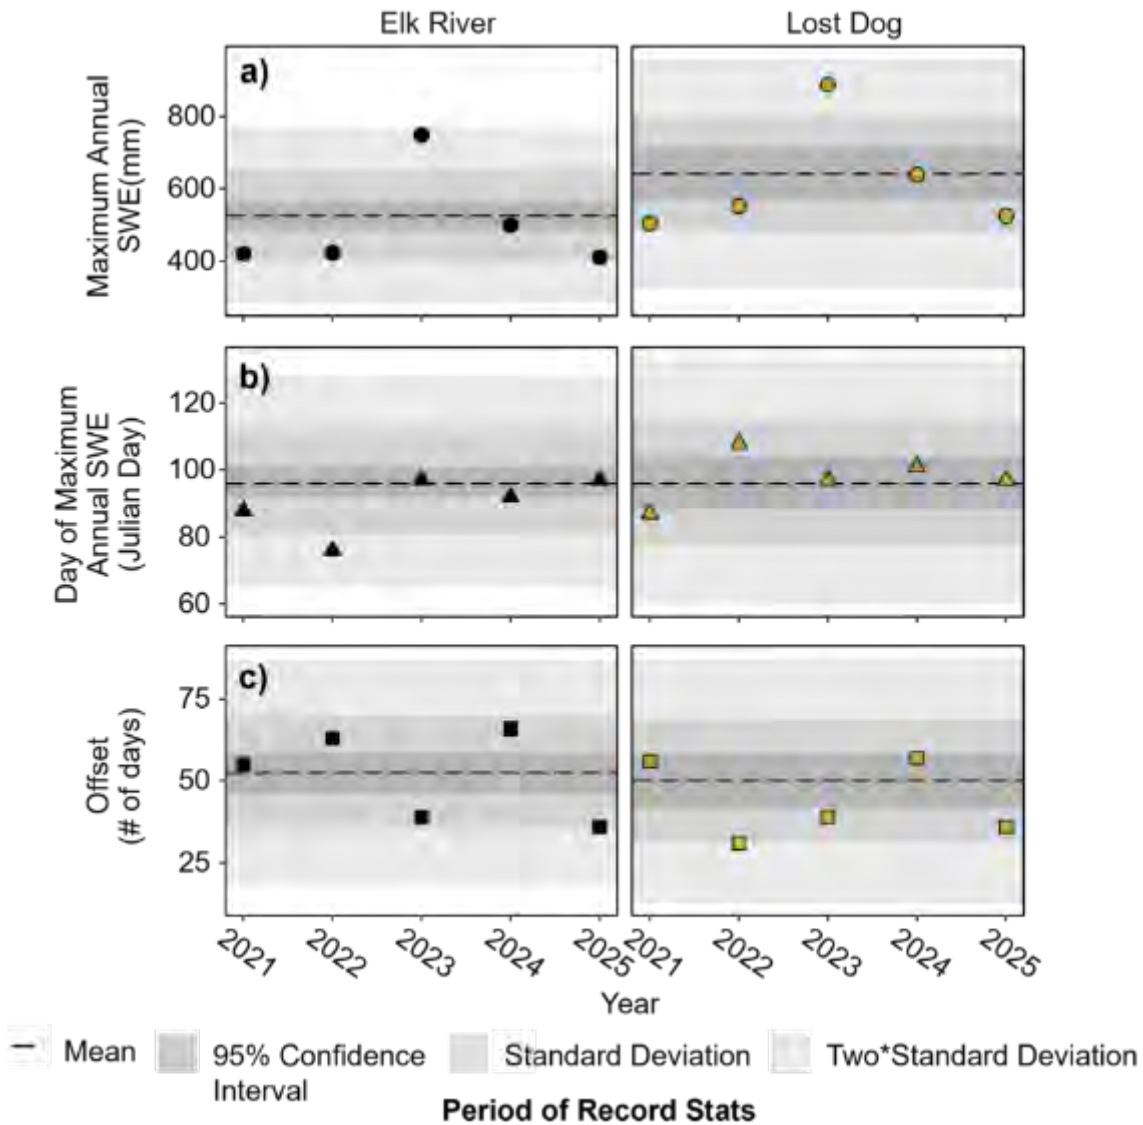 Elk River
Lost Dog
a)
Maximum Annual
SWE(mm)
800
600
400
b)
Day of Maximum
Annual SWE
(Julian Day)
120
100
80
60
c)
Offset
(# of days)
75
50
25
2021
2022
2023
2024
2025
2021
2022
2023
2024
2025
Year
Mean
95% Confidence
Interval
Standard Deviation
Two*Standard Deviation
Period of Record Stats